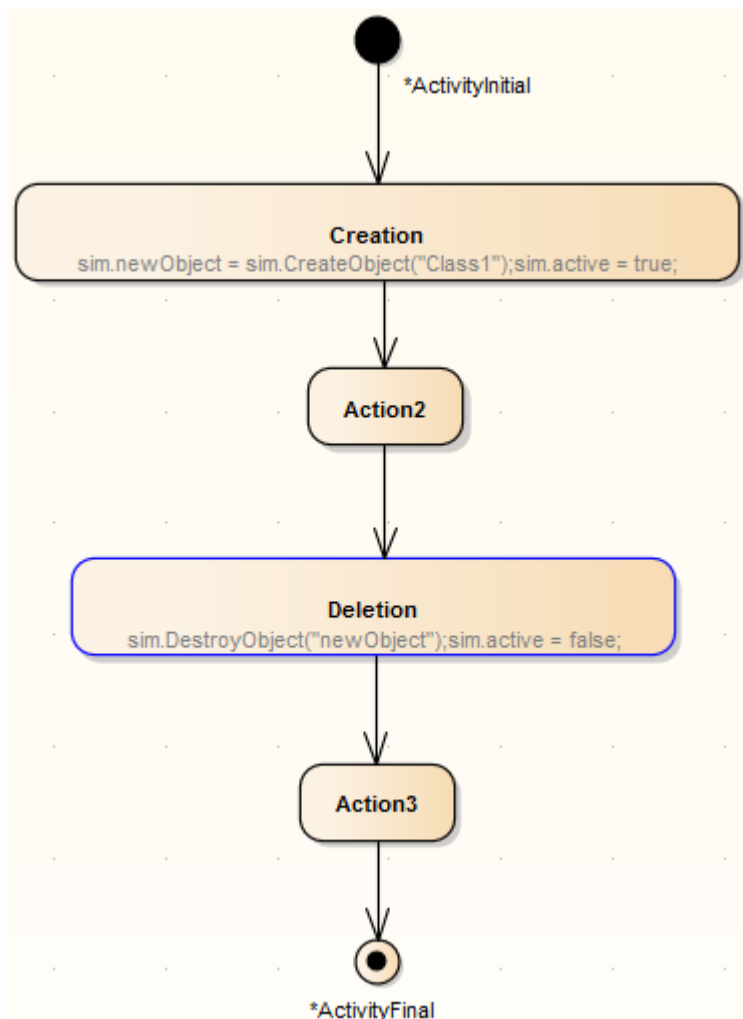 *ActivityInitial
Creation
sim.newObject = sim.CreateObject("Class1");sim.active = true;
Action2
Deletion
sim.DestroyObject("newObject");sim.active = false;
Action3
*ActivityFinal